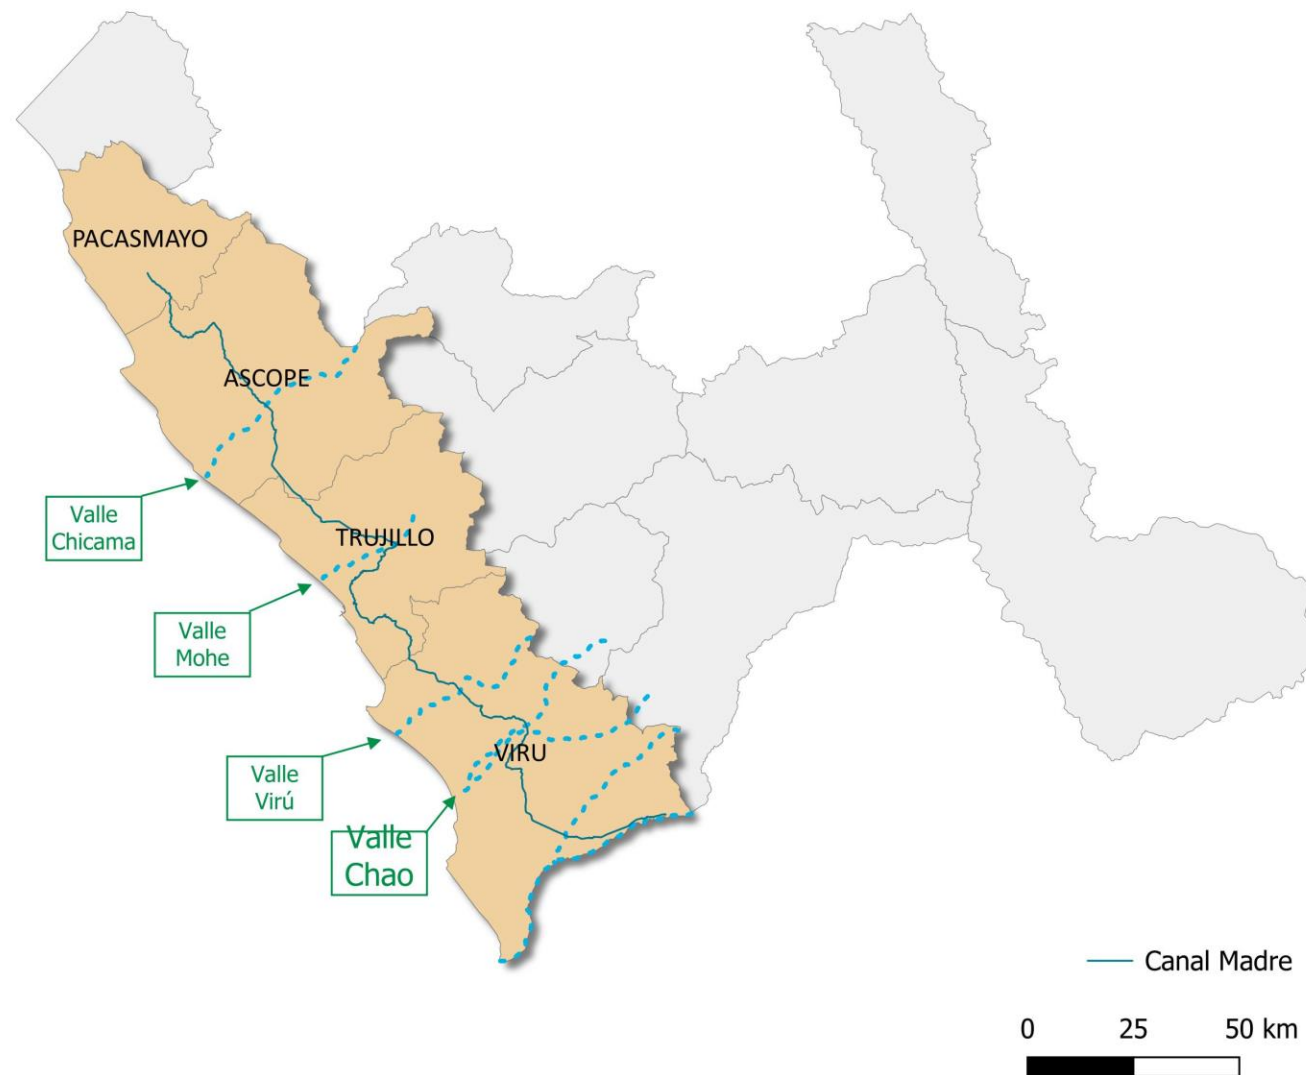 PACASMAYO
ASCOPE
Valle
Chicama
TRUJILLO
Valle
Mohe
VIRU
Valle
Virú
Valle
Chao
Canal Madre
0 25 50 km